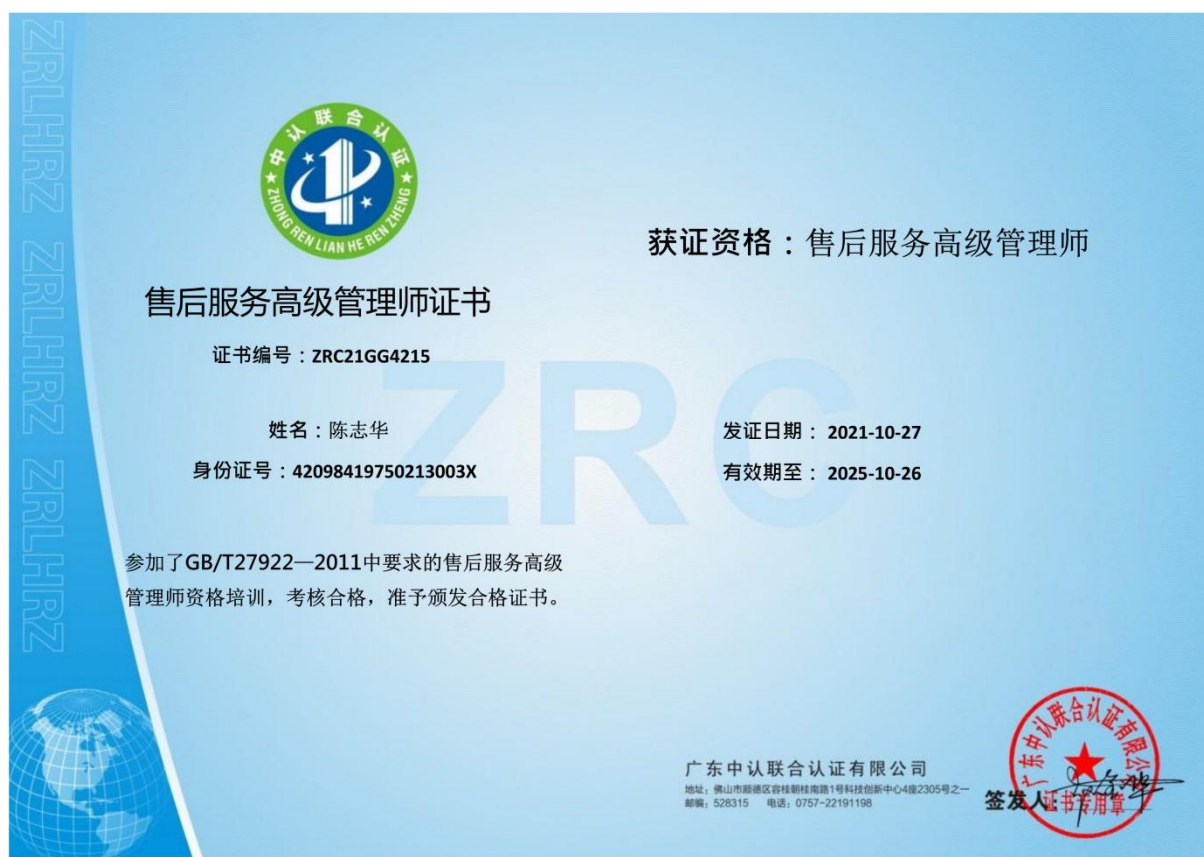 ZRLHRZ ZRLHRZ ZRLHRZ
中认联合认证
ZHONG REN LIAN HE REN ZHENG
售后服务高级管理师证书
证书编号：ZRC21GG4215
姓名：陈志华
身份证号：42098419750213003X
参加了GB/T27922—2011中要求的售后服务高级
管理师资格培训，考核合格，准予颁发合格证书。
ZRC
获证资格：售后服务高级管理师
发证日期： 2021-10-27
有效期至： 2025-10-26
广东中认联合认证有限公司
地址：佛山市顺德区容桂朝桂南路1号科技创新中心4座2305号之一
邮编：528315 电话：0757-22191198
签发人：
广东中认联合认证有限公司
证书专用章